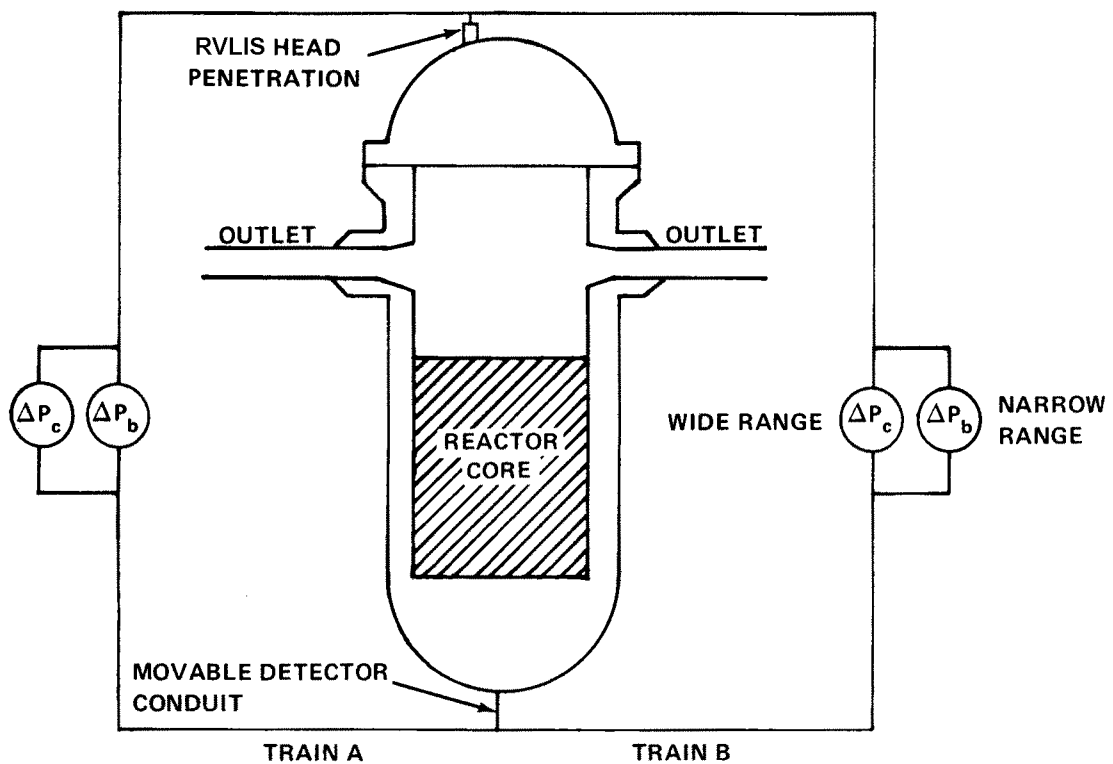 RVLIS HEAD
PENETRATION
OUTLET
OUTLET
ΔPc
ΔPb
WIDE RANGE
ΔPc
ΔPb
NARROW
RANGE
REACTOR
CORE
MOVABLE DETECTOR
CONDUIT
TRAIN A
TRAIN B